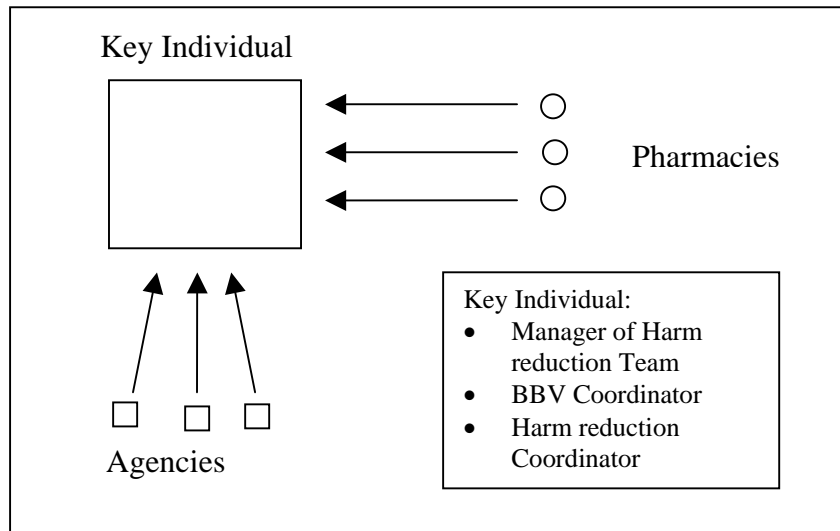 Key Individual
Pharmacies
Key Individual:
• Manager of Harm
reduction Team
• BBV Coordinator
• Harm reduction
Coordinator
Agencies